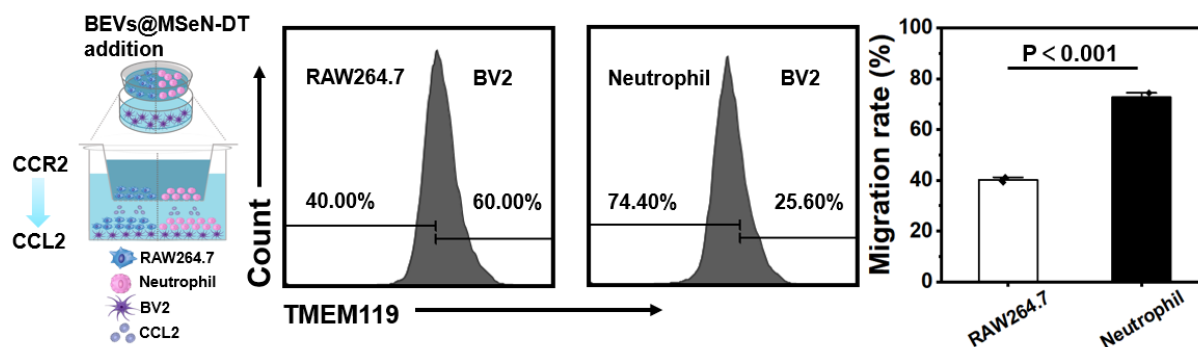 BEVs@MSeN-DT
addition
CCR2
CCL2
RAW264.7
Neutrophil
BV2
CCL2
Count
RAW264.7 BV2
40.00% 60.00%
Neutrophil BV2
74.40% 25.60%
TMEM119
Migration rate (%)
100
80
60
40
20
0
P < 0.001
RAW264.7
Neutrophil